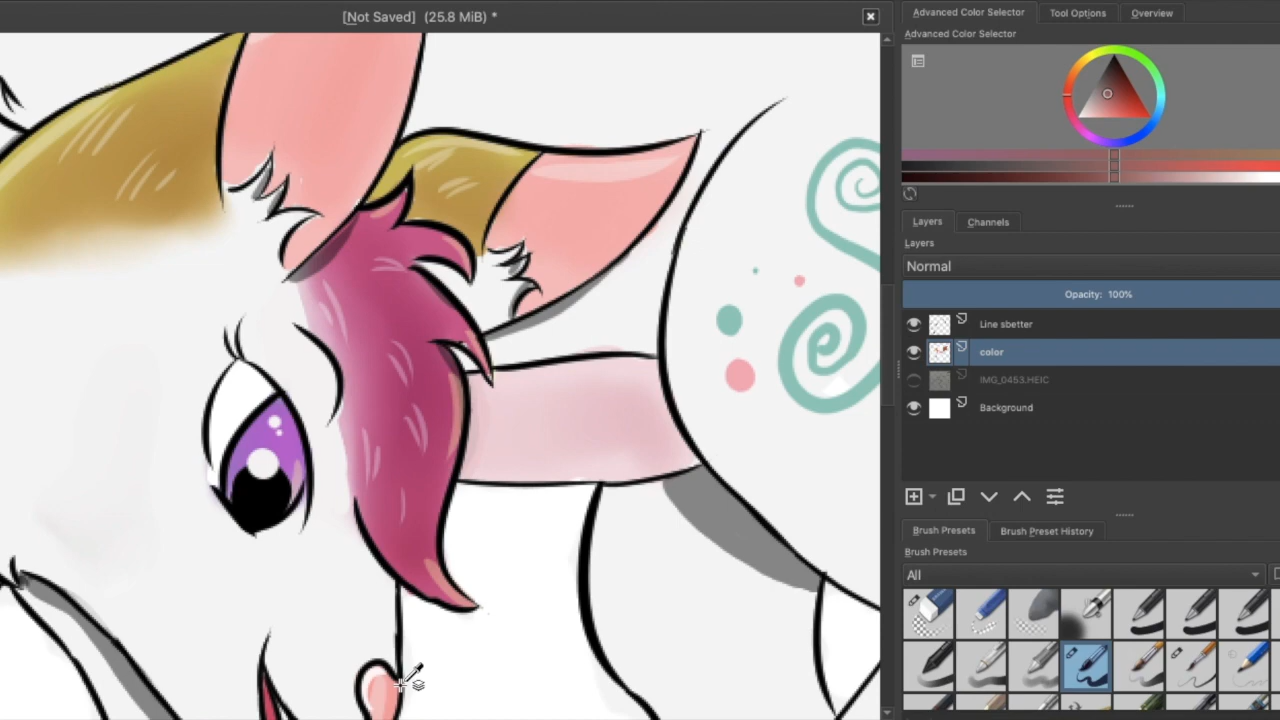 [Not Saved]  (25.8 MiB) *
Advanced Color Selector
Tool Options
Overview
Advanced Color Selector
Layers
Channels
Layers
Normal
Opacity: 100%
Line sbetter
color
IMG_0453.HEIC
Background
Brush Presets
Brush Preset History
Brush Presets
All